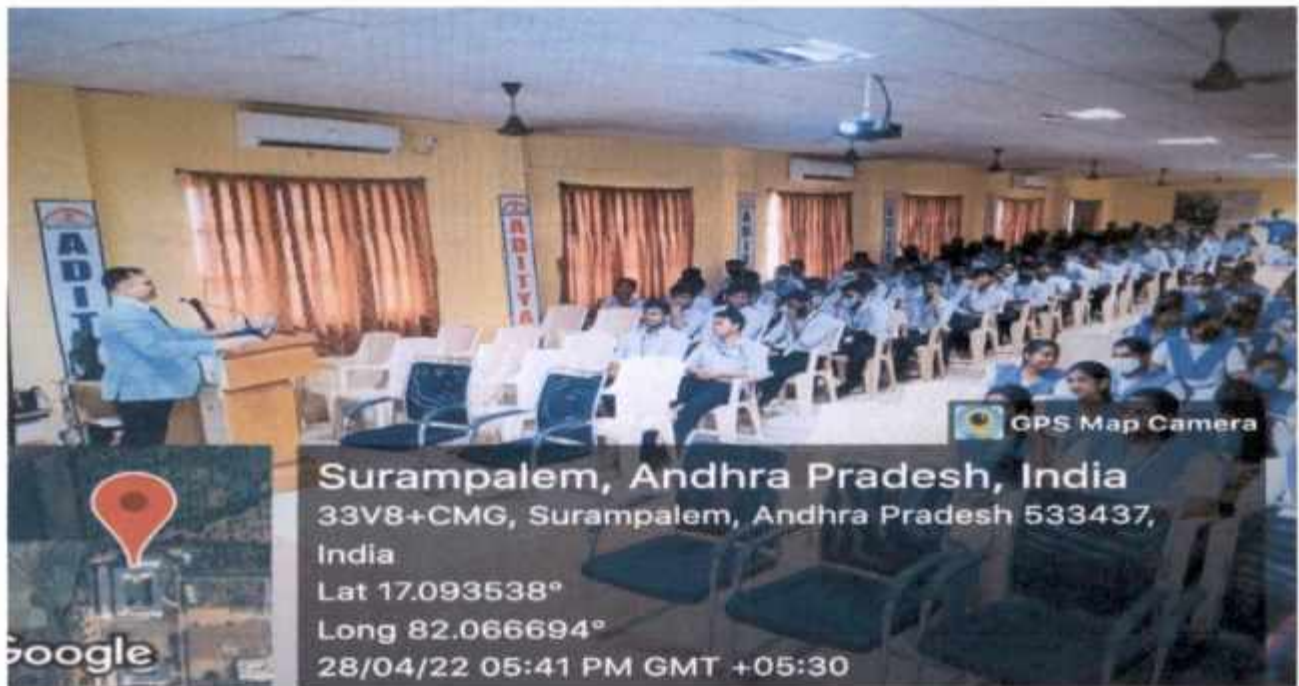 ADIT
ADITYA
ADIT
GPS Map Camera
Surampalem, Andhra Pradesh, India
33V8+CMG, Surampalem, Andhra Pradesh 533437,
India
Lat 17.093538°
Long 82.066694°
28/04/22 05:41 PM GMT +05:30
Google